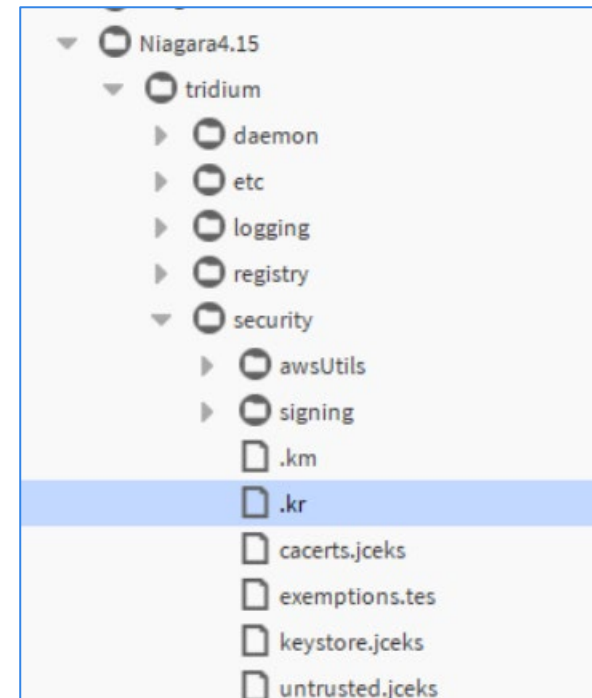 Niagara4.15
tridium
daemon
etc
logging
registry
security
awsUtils
signing
.km
.kr
cacerts.jceks
exemptions.tes
keystore.jceks
untrusted.jceks